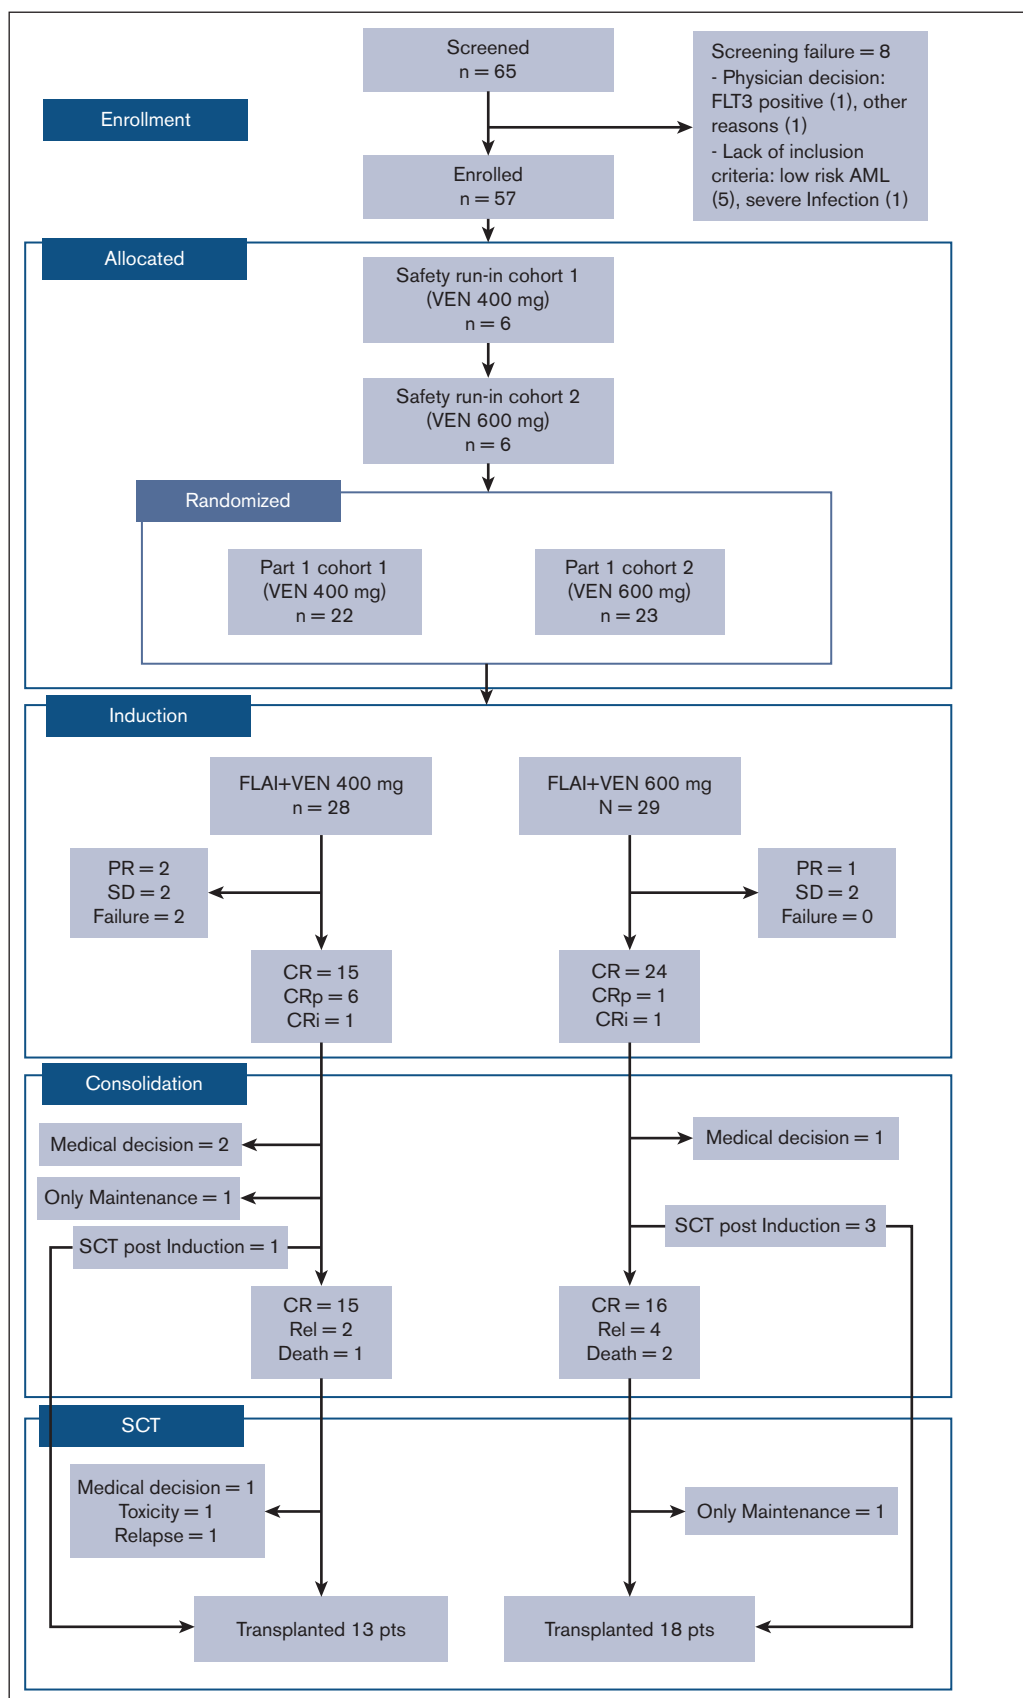 Screened
n = 65
Screening failure = 8
- Physician decision:
FLT3 positive (1), other
reasons (1)
- Lack of inclusion
criteria: low risk AML
(5), severe Infection (1)
Enrollment
Enrolled
n = 57
Allocated
Safety run-in cohort 1
(VEN 400 mg)
n = 6
Safety run-in cohort 2
(VEN 600 mg)
n = 6
Randomized
Part 1 cohort 1
(VEN 400 mg)
n = 22
Part 1 cohort 2
(VEN 600 mg)
n = 23
Induction
FLAI+VEN 400 mg
n = 28
FLAI+VEN 600 mg
N = 29
PR = 2
SD = 2
Failure = 2
PR = 1
SD = 2
Failure = 0
CR = 15
CRp = 6
CRi = 1
CR = 24
CRp = 1
CRi = 1
Consolidation
Medical decision = 2
Medical decision = 1
Only Maintenance = 1
SCT post Induction = 1
SCT post Induction = 3
CR = 15
Rel = 2
Death = 1
CR = 16
Rel = 4
Death = 2
SCT
Medical decision = 1
Toxicity = 1
Relapse = 1
Only Maintenance = 1
Transplanted 13 pts
Transplanted 18 pts